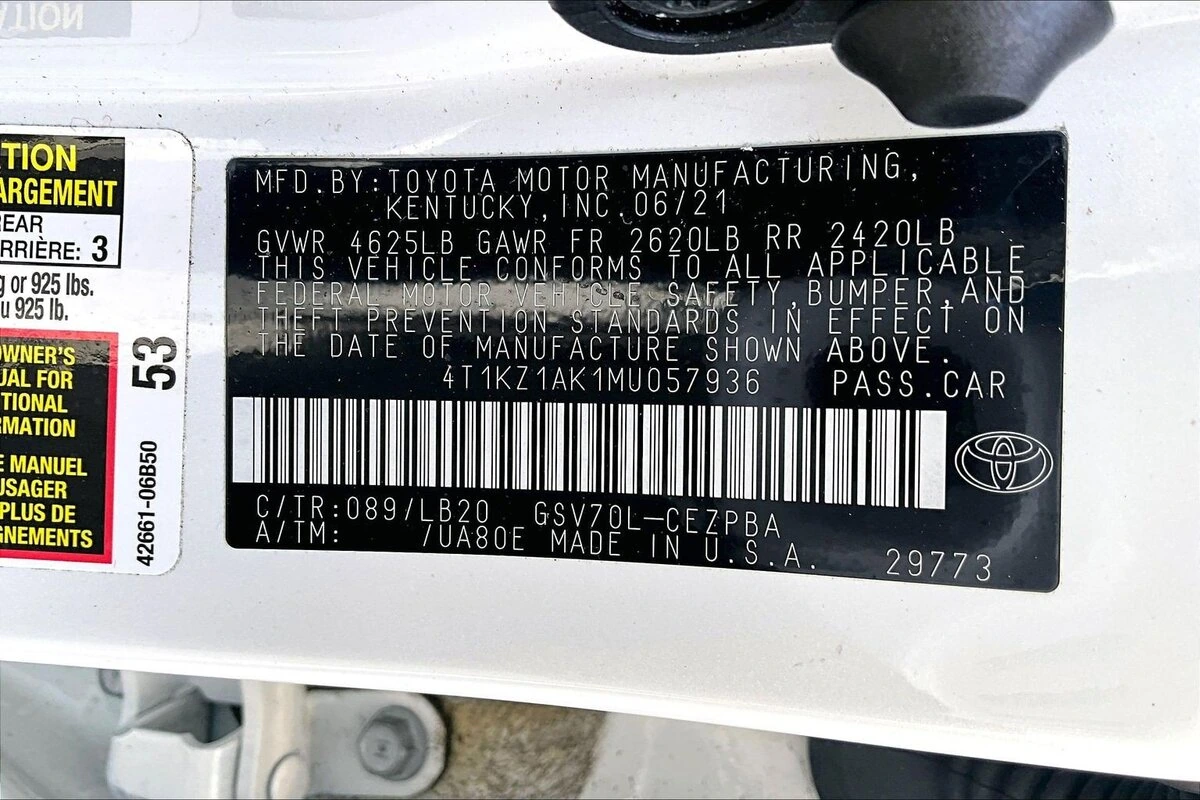 TION
ARGEMENT
REAR
ARRIÈRE: 3
g or 925 lbs.
u 925 lb.
OWNER'S
UAL FOR
TIONAL
RMATION
E MANUEL
USAGER
PLUS DE
GNEMENTS
53
42661-06B50
MFD.BY:TOYOTA MOTOR MANUFACTURING,
KENTUCKY,INC.06/21
GVWR 4625LB GAWR FR 2620LB RR 2420LB
THIS VEHICLE CONFORMS TO ALL APPLICABLE
FEDERAL MOTOR VEHICLE SAFETY,BUMPER,AND
THEFT PREVENTION STANDARDS IN EFFECT ON
THE DATE OF MANUFACTURE SHOWN ABOVE.
4T1KZ1AK1MU057936 PASS.CAR
C/TR:089/LB20 GSV70L-CEZPBA
A/TM: /UA80E MADE IN U.S.A. 29773